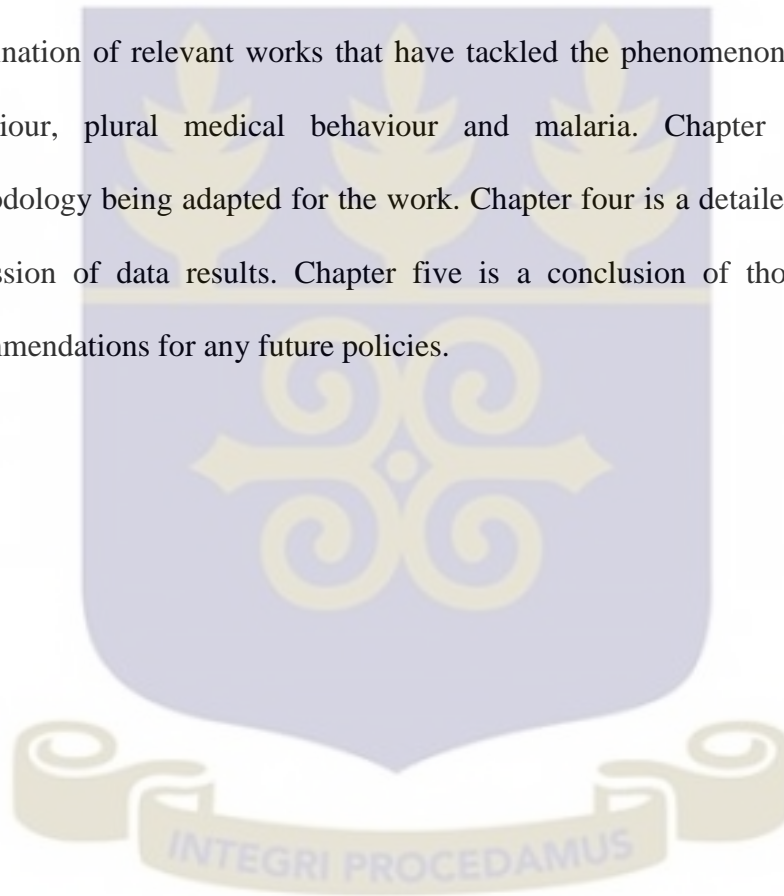 ination of relevant works that have tackled the phenomenon
iour, plural medical behaviour and malaria. Chapter
odology being adapted for the work. Chapter four is a detaile
ssion of data results. Chapter five is a conclusion of tho
mmendations for any future policies.
INTEGRI PROCEDAMUS